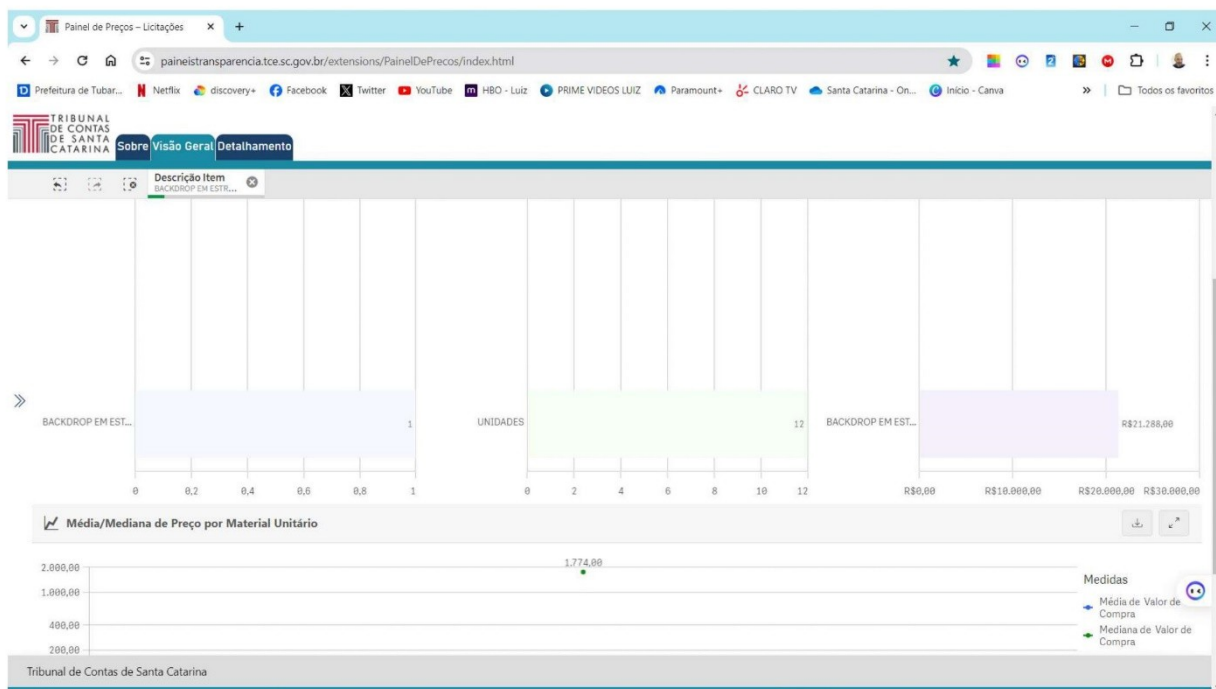 Painel de Preços – Licitações
paineistransparencia.tce.sc.gov.br/extensions/PainelDePrecos/index.html
Prefeitura de Tubar... Netflix discovery+ Facebook Twitter YouTube HBO - Luiz PRIME VIDEOS LUIZ Paramount+ CLARO TV Santa Catarina - On... Início - Canva » Todos os favoritos
TRIBUNAL
DE CONTAS
DE SANTA
CATARINA
Sobre Visão Geral Detalhamento
Descrição Item
BACKDROP EM ESTR...
BACKDROP EM EST... 1 UNIDADES 12 BACKDROP EM EST... R$21.288,00
0 0,2 0,4 0,6 0,8 1 0 2 4 6 8 10 12 R$0,00 R$10.000,00 R$20.000,00 R$30.000,00
Média/Mediana de Preço por Material Unitário
1.774,00
2.000,00
1.000,00
400,00
200,00
Medidas
Média de Valor de
Compra
Mediana de Valor de
Compra
Tribunal de Contas de Santa Catarina